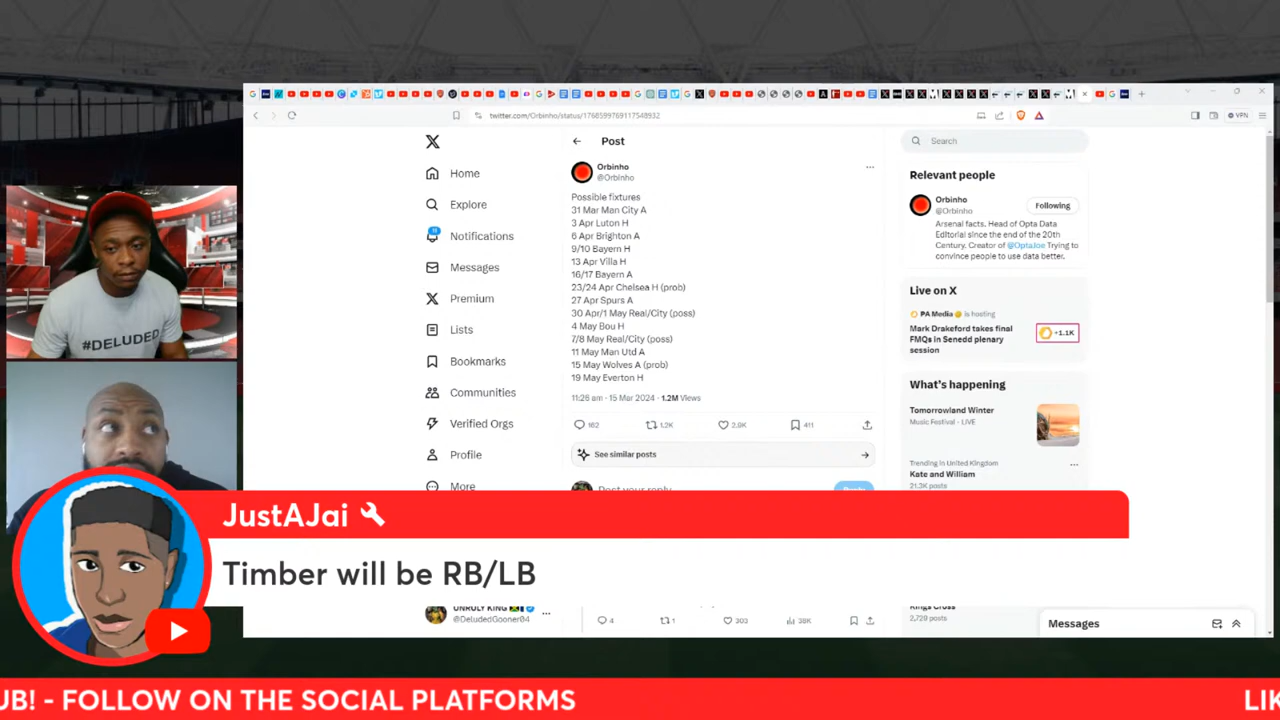 twitter.com/Orbinho/status/1768599769117548932
VPN
Home
Explore
Notifications
Messages
Premium
Lists
Bookmarks
Communities
Verified Orgs
Profile
More
Post
Orbinho
@Orbinho
Possible fixtures
31 Mar Man City A
3 Apr Luton H
6 Apr Brighton A
9/10 Bayern H
13 Apr Villa H
16/17 Bayern A
23/24 Apr Chelsea H (prob)
27 Apr Spurs A
30 Apr/1 May Real/City (poss)
4 May Bou H
7/8 May Real/City (poss)
11 May Man Utd A
15 May Wolves A (prob)
19 May Everton H
11:26 am · 15 Mar 2024 · 1.2M Views
162
1.2K
2.9K
411
See similar posts
Post your reply
Search
Relevant people
Orbinho
@Orbinho
Following
Arsenal facts. Head of Opta Data
Editorial since the end of the 20th
Century. Creator of @OptaJoe Trying to
convince people to use data better.
Live on X
PA Media is hosting
Mark Drakeford takes final
FMQs in Senedd plenary
session
+1.1K
What's happening
Tomorrowland Winter
Music Festival · LIVE
Trending in United Kingdom
Kate and William
21.3K posts
#DELUDED
JustAJai
Timber will be RB/LB
UNRULY KING
@DeludedGooner04
4
1
303
38K
Kings Cross
2,728 posts
Messages
UB! - FOLLOW ON THE SOCIAL PLATFORMS
LIK